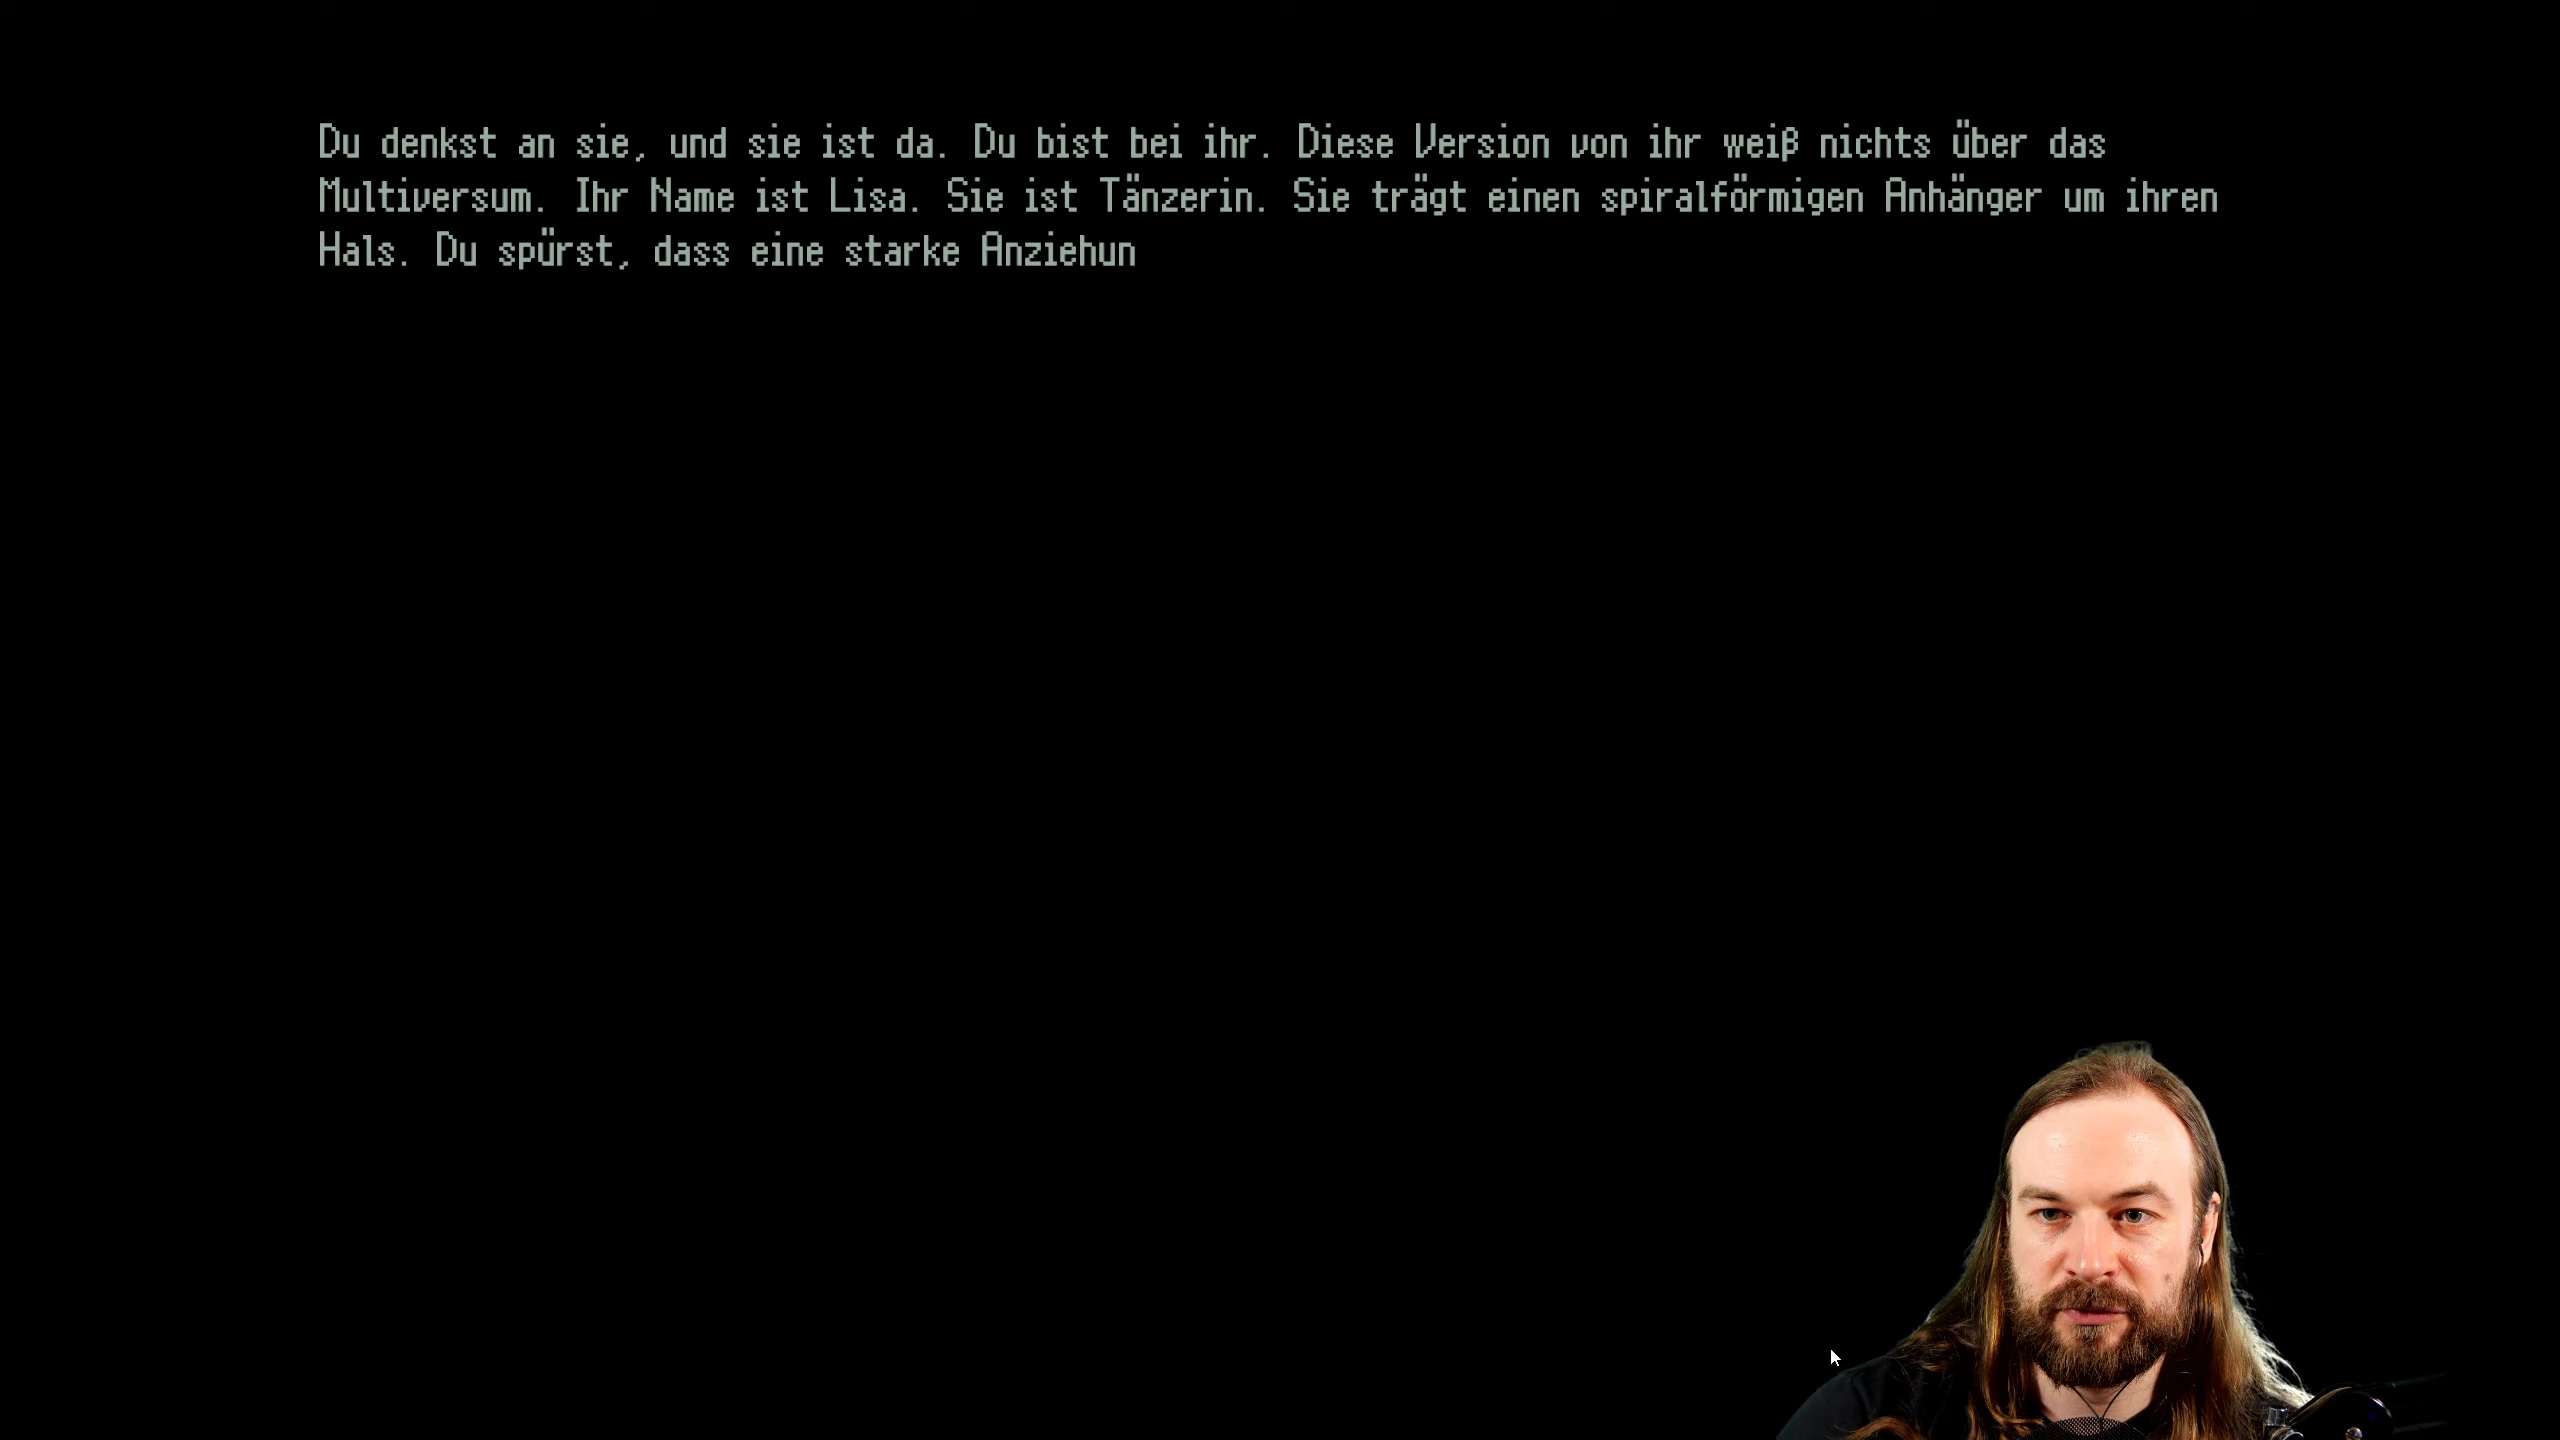 Du denkst an sie, und sie ist da. Du bist bei ihr. Diese Version von ihr weiß nichts über das
Multiversum. Ihr Name ist Lisa. Sie ist Tänzerin. Sie trägt einen spiralförmigen Anhänger um ihren
Hals. Du spürst, dass eine starke Anziehun